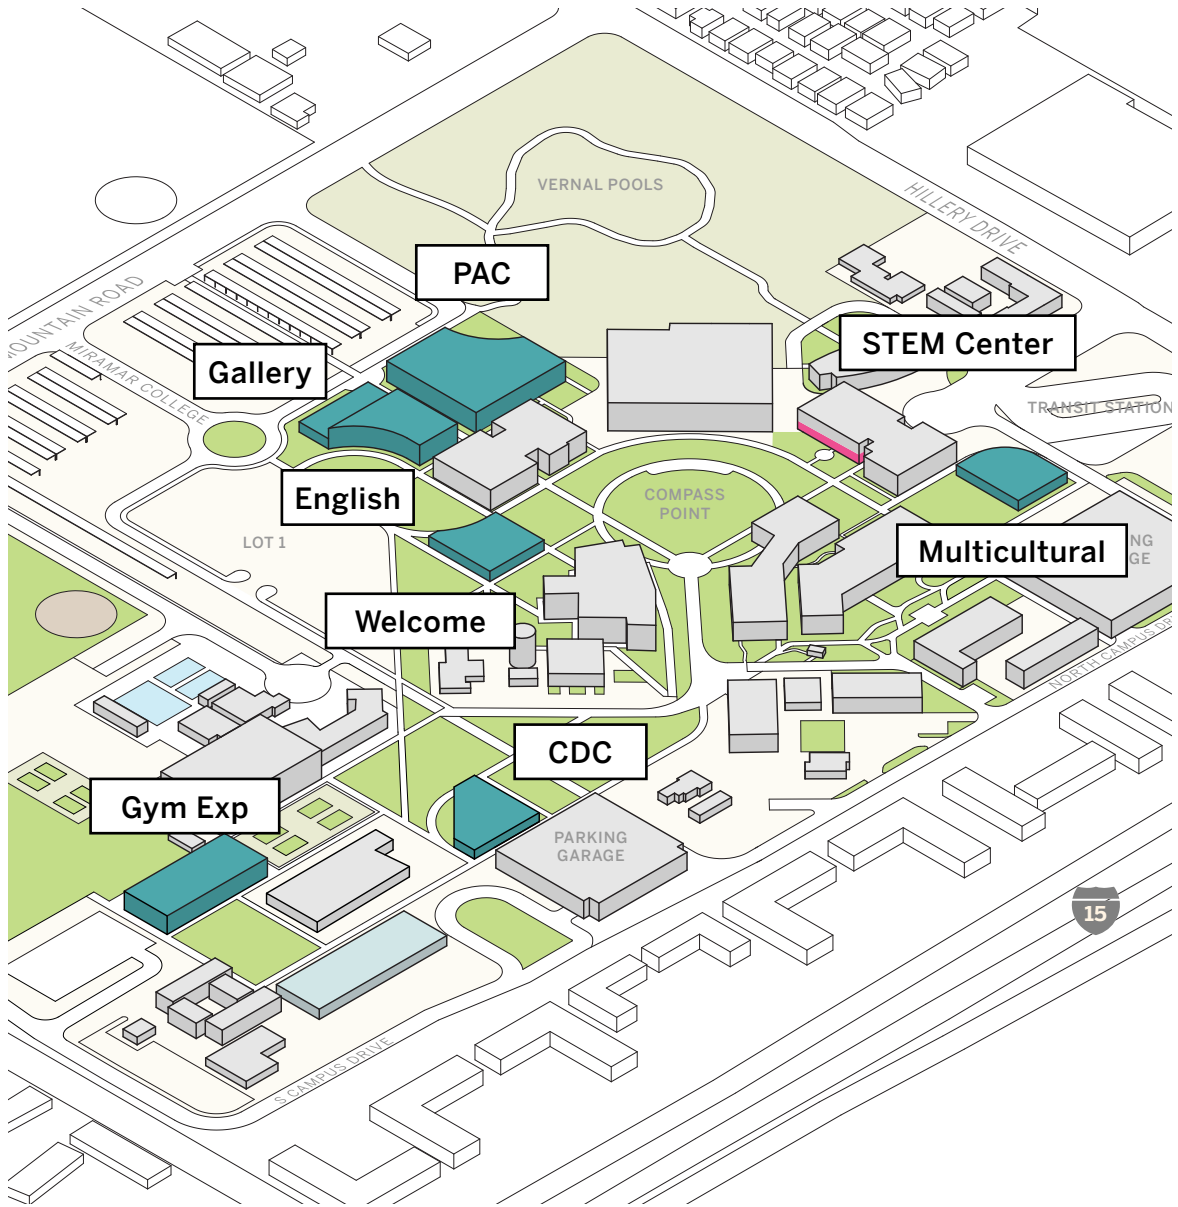 VERNAL POOLS
HILLERY DRIVE
PAC
MOUNTAIN ROAD
STEM Center
MIRAMAR COLLEGE
Gallery
TRANSIT STATION
English
COMPASS
POINT
LOT 1
Multicultural
Welcome
NORTH CAMPUS
CDC
Gym Exp
PARKING
GARAGE
15
S CAMPUS DRIVE